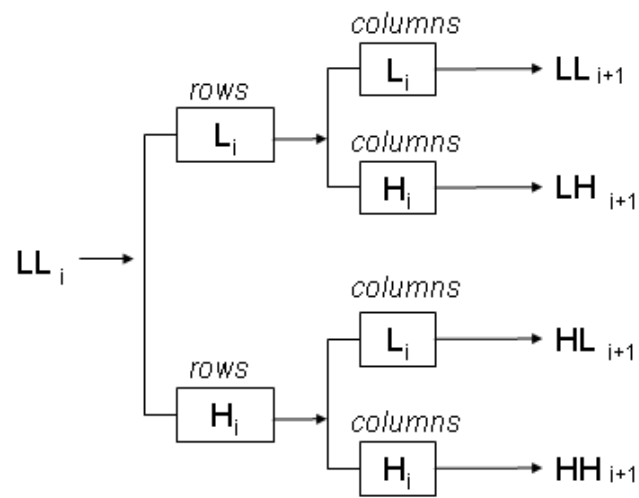 columns
L_i
LL_{i+1}
rows
L_i
columns
H_i
LH_{i+1}
LL_i
columns
L_i
HL_{i+1}
rows
H_i
columns
H_i
HH_{i+1}